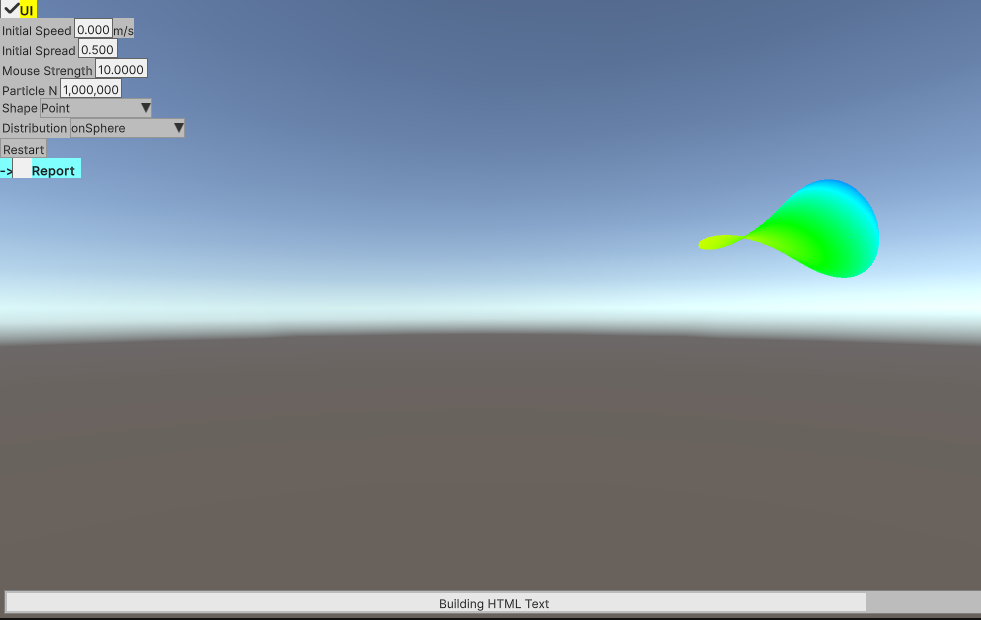 UI
Initial Speed 0.000 m/s
Initial Spread 0.500
Mouse Strength 10.0000
Particle N 1,000,000
Shape Point
Distribution onSphere
Restart
-> Report
Building HTML Text